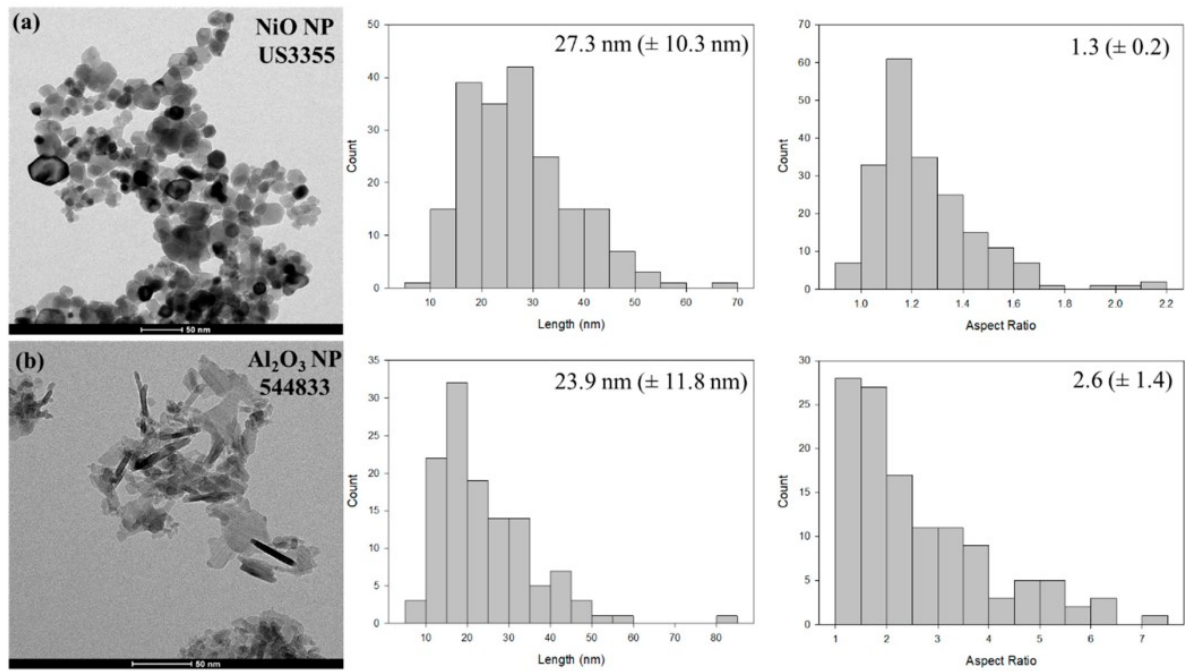 (a)
NiO NP
US3355
50 nm
27.3 nm (± 10.3 nm)
50
40
30
20
10
0
Count
10 20 30 40 50 60 70
Length (nm)
1.3 (± 0.2)
70
60
50
40
30
20
10
0
Count
1.0 1.2 1.4 1.6 1.8 2.0 2.2
Aspect Ratio
(b)
Al₂O₃ NP
544833
50 nm
23.9 nm (± 11.8 nm)
35
30
25
20
15
10
5
0
Count
10 20 30 40 50 60 70 80
Length (nm)
2.6 (± 1.4)
30
25
20
15
10
5
0
Count
1 2 3 4 5 6 7
Aspect Ratio